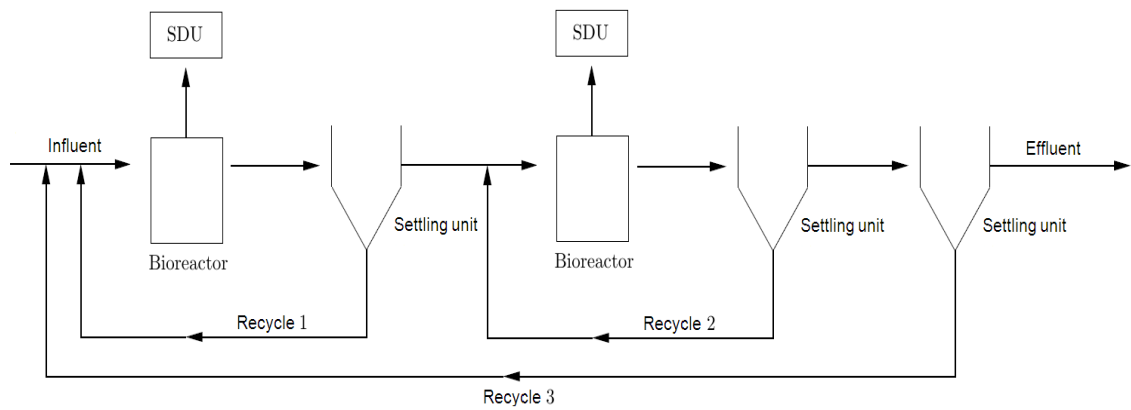 SDU
SDU
Influent
Effluent
Settling unit
Settling unit
Settling unit
Bioreactor
Bioreactor
Recycle 1
Recycle 2
Recycle 3